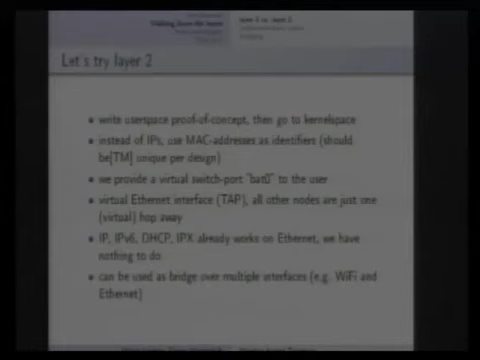 Let's try layer 2
write userspace proof-of-concept, then go to kernelspace
instead of IPs, use MAC-addresses as identifiers (should
be[TM] unique per design)
we provide a virtual switch-port "bat0" to the user
virtual Ethernet interface (TAP), all other nodes are just one
(virtual) hop away
IP, IPv6, DHCP, IPX already works on Ethernet, we have
nothing to do
can be used as bridge over multiple interfaces (e.g. WiFi and
Ethernet)